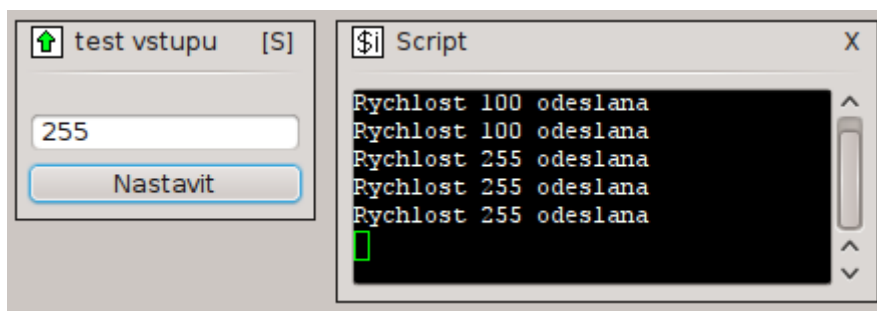 test vstupu [S]
255
Nastavit
$i Script X
Rychlost 100 odeslana
Rychlost 100 odeslana
Rychlost 255 odeslana
Rychlost 255 odeslana
Rychlost 255 odeslana